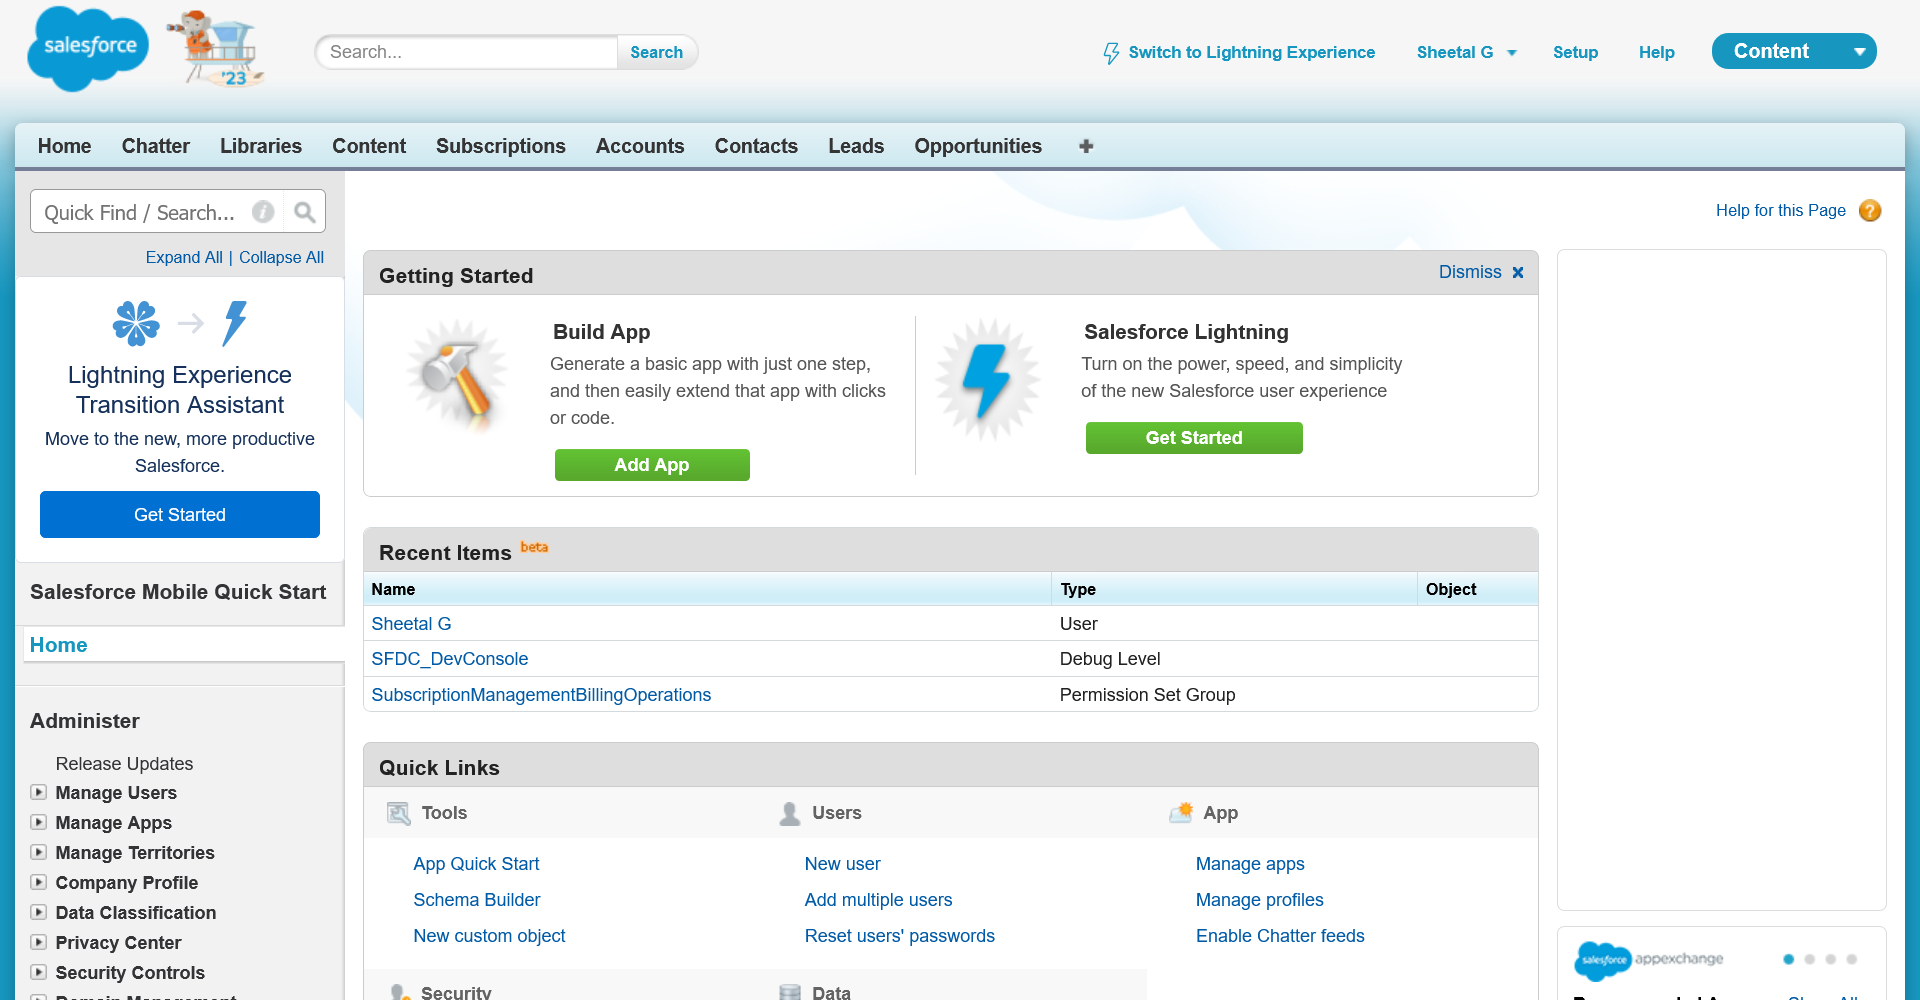 salesforce
'23
Search...
Search
Switch to Lightning Experience
Sheetal G
Setup
Help
Content
Home
Chatter
Libraries
Content
Subscriptions
Accounts
Contacts
Leads
Opportunities
+
Quick Find / Search...
Expand All | Collapse All
Lightning Experience
Transition Assistant
Move to the new, more productive
Salesforce.
Get Started
Salesforce Mobile Quick Start
Home
Administer
Release Updates
Manage Users
Manage Apps
Manage Territories
Company Profile
Data Classification
Privacy Center
Security Controls
Domain Management
Help for this Page ?
Getting Started
Dismiss x
Build App
Generate a basic app with just one step,
and then easily extend that app with clicks
or code.
Add App
Salesforce Lightning
Turn on the power, speed, and simplicity
of the new Salesforce user experience
Get Started
Recent Items beta
Name Type Object
Sheetal G User
SFDC_DevConsole Debug Level
SubscriptionManagementBillingOperations Permission Set Group
Quick Links
Tools
App Quick Start
Schema Builder
New custom object
Users
New user
Add multiple users
Reset users' passwords
App
Manage apps
Manage profiles
Enable Chatter feeds
Security
Data
salesforce appexchange